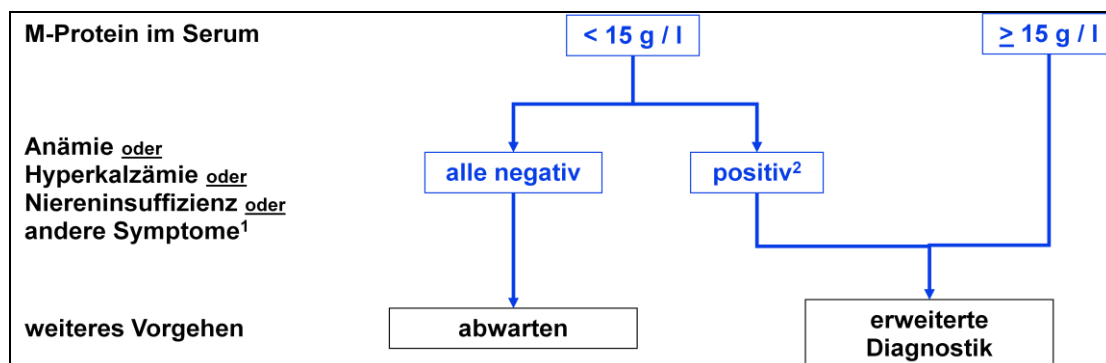 M-Protein im Serum
< 15 g / l
≥ 15 g / l
Anämie oder
Hyperkalzämie oder
Niereninsuffizienz oder
andere Symptome¹
alle negativ
positiv²
weiteres Vorgehen
abwarten
erweiterte
Diagnostik